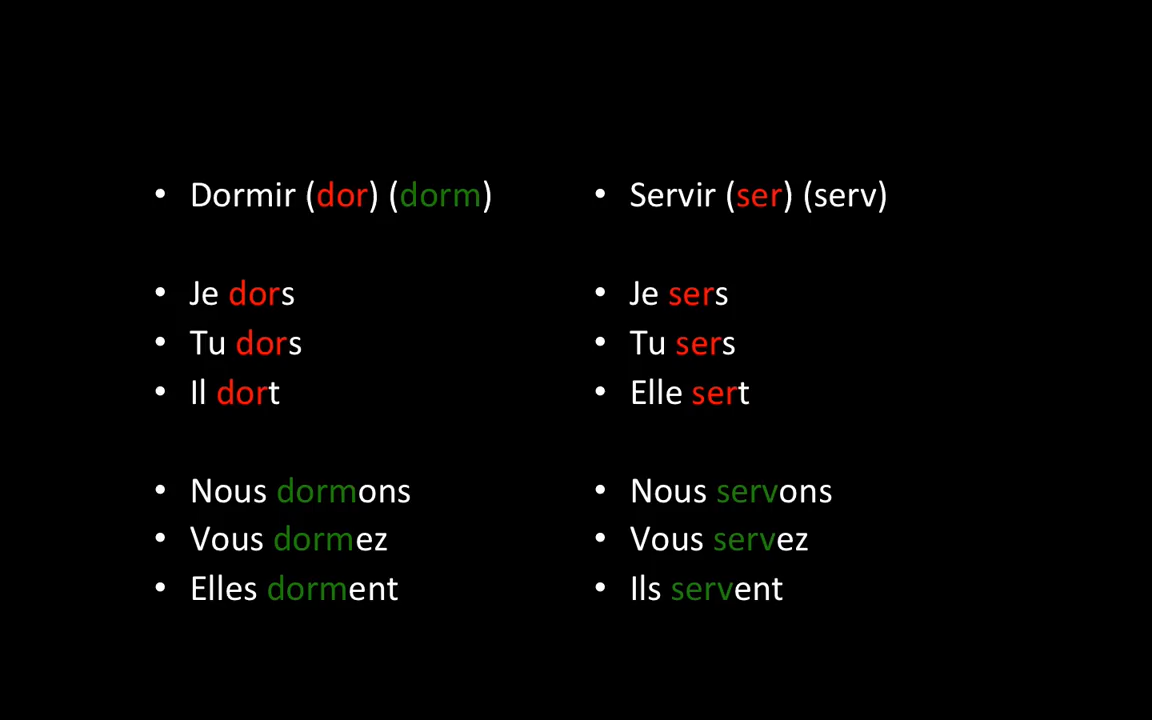 • Dormir (dor) (dorm)
• Je dors
• Tu dors
• Il dort
• Nous dormons
• Vous dormez
• Elles dorment
• Servir (ser) (serv)
• Je sers
• Tu sers
• Elle sert
• Nous servons
• Vous servez
• Ils servent